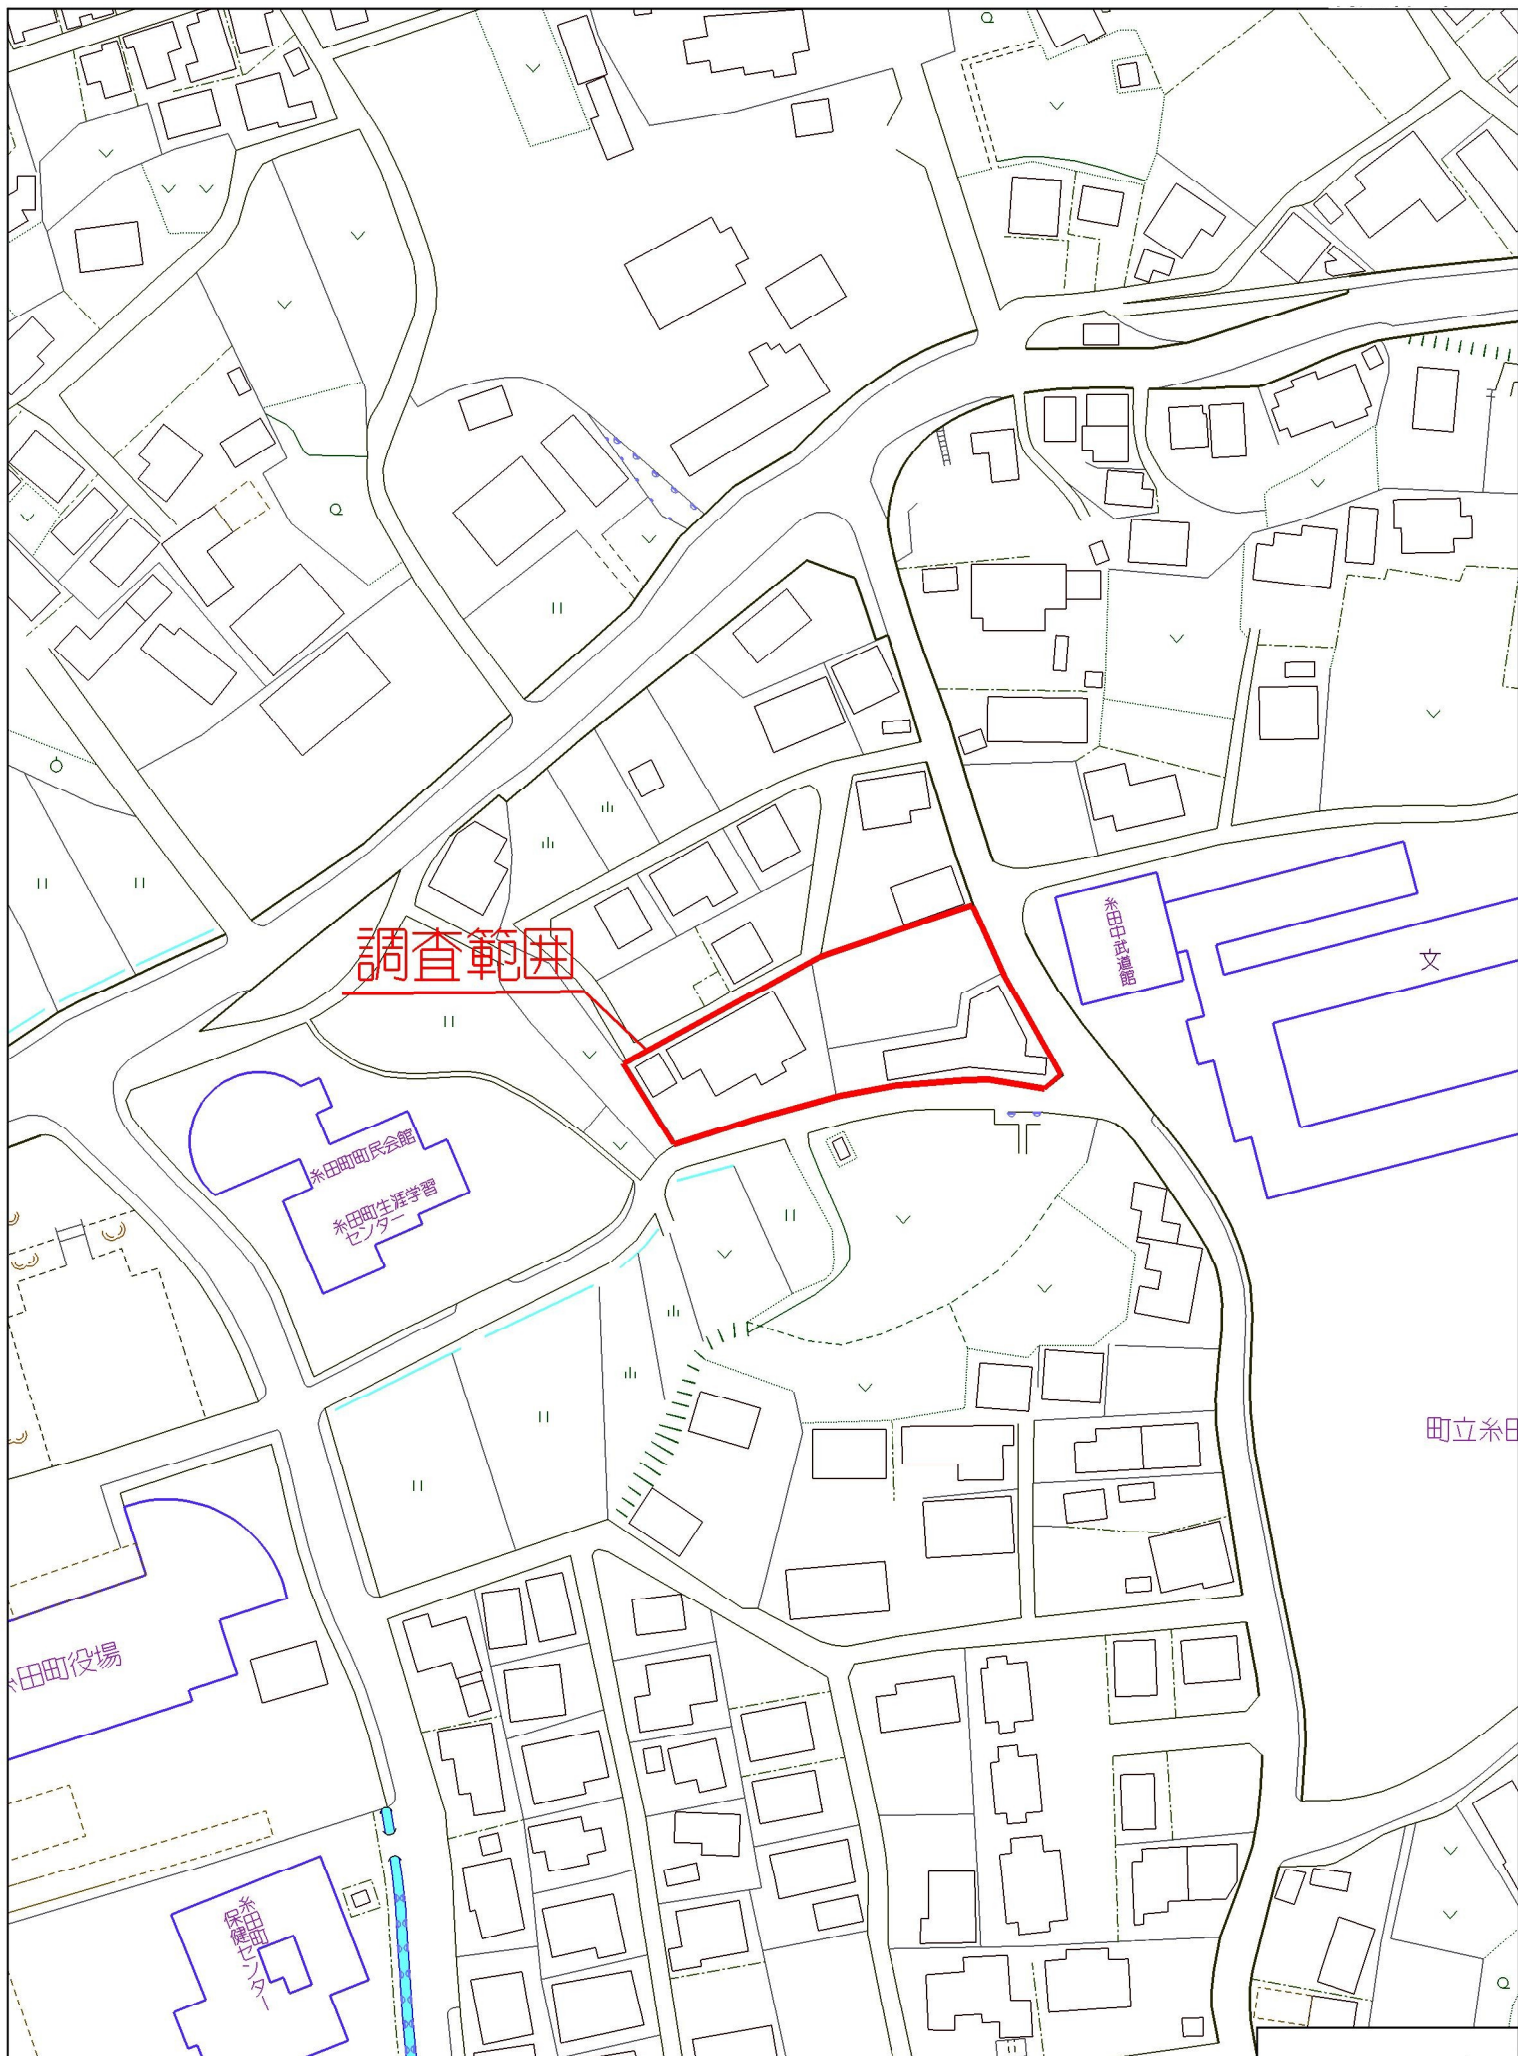 糸田中武道館
文
調査範囲
糸田町町民会館
糸田町生涯学習
センター
町立糸田
糸田町役場
糸田町
保健センター